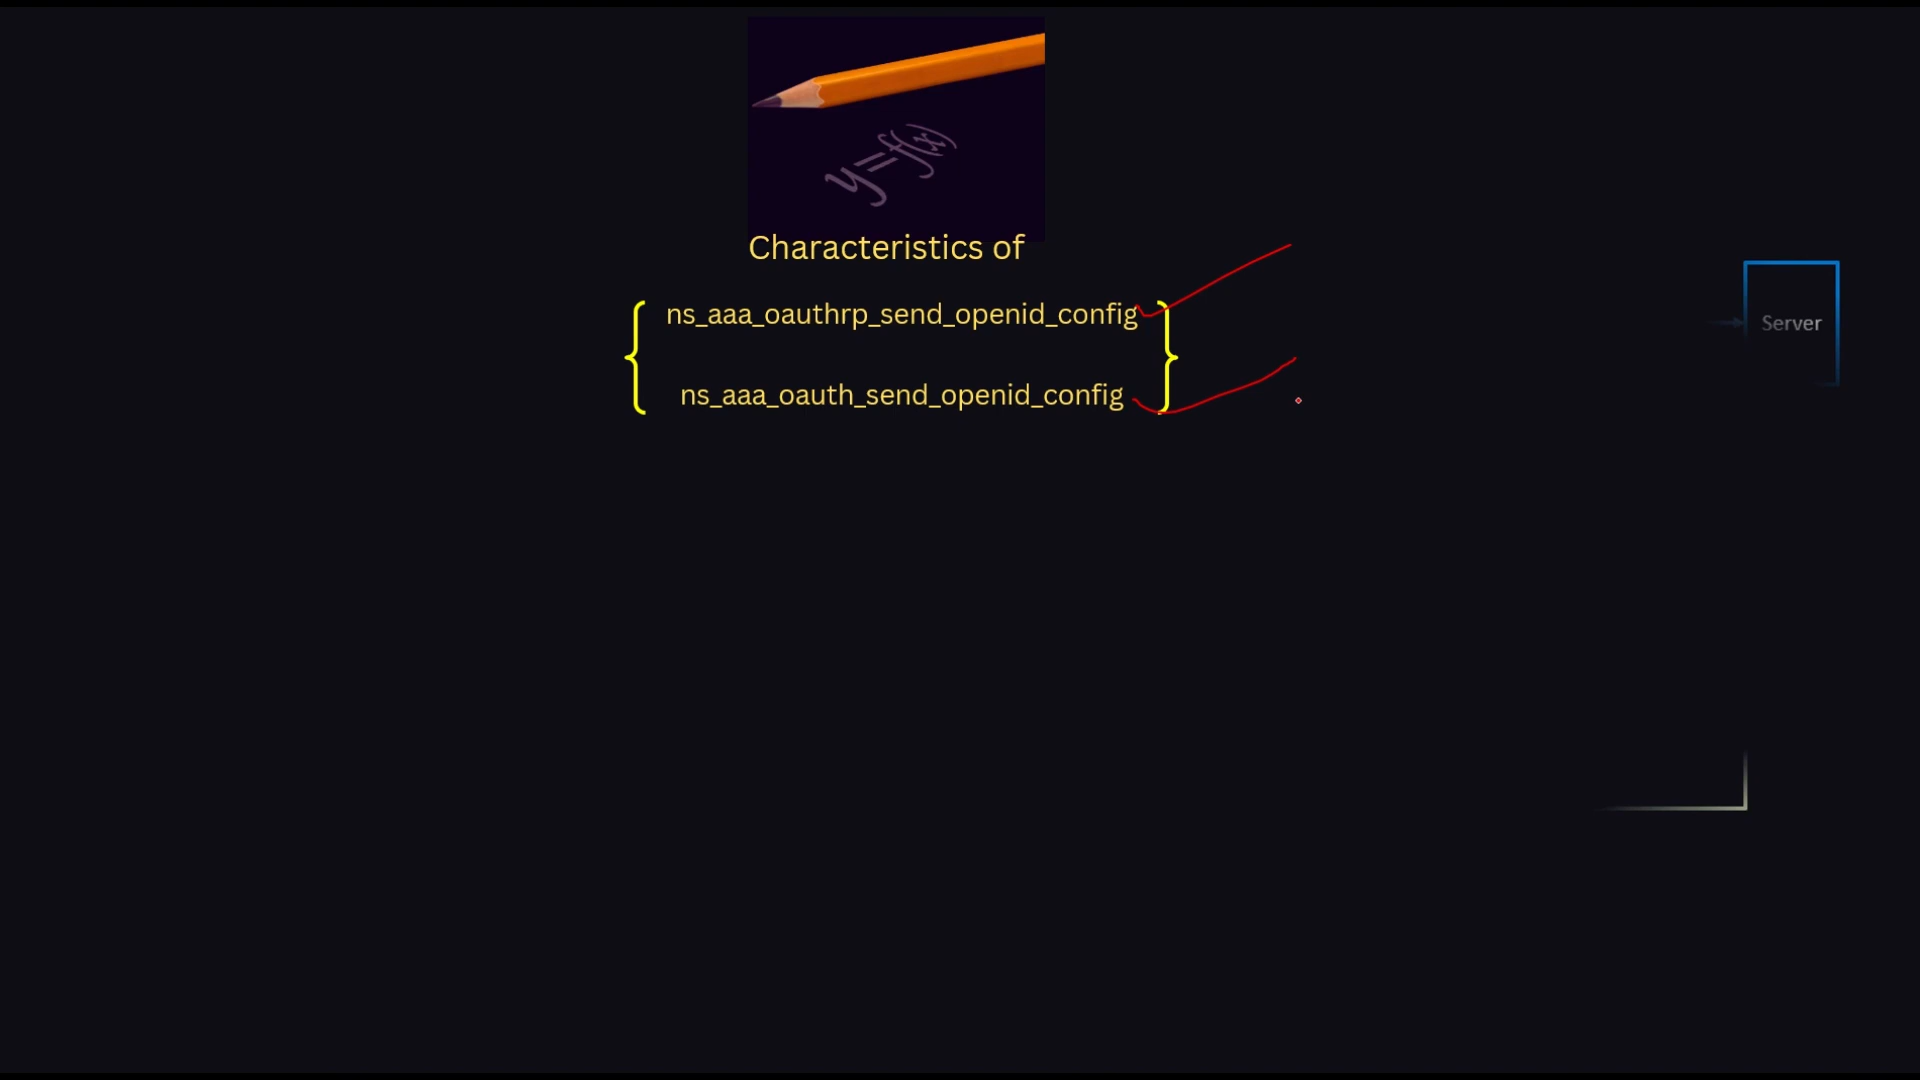 y=f(x)
Characteristics of
ns_aaa_oauthrp_send_openid_config
Server
ns_aaa_oauth_send_openid_config